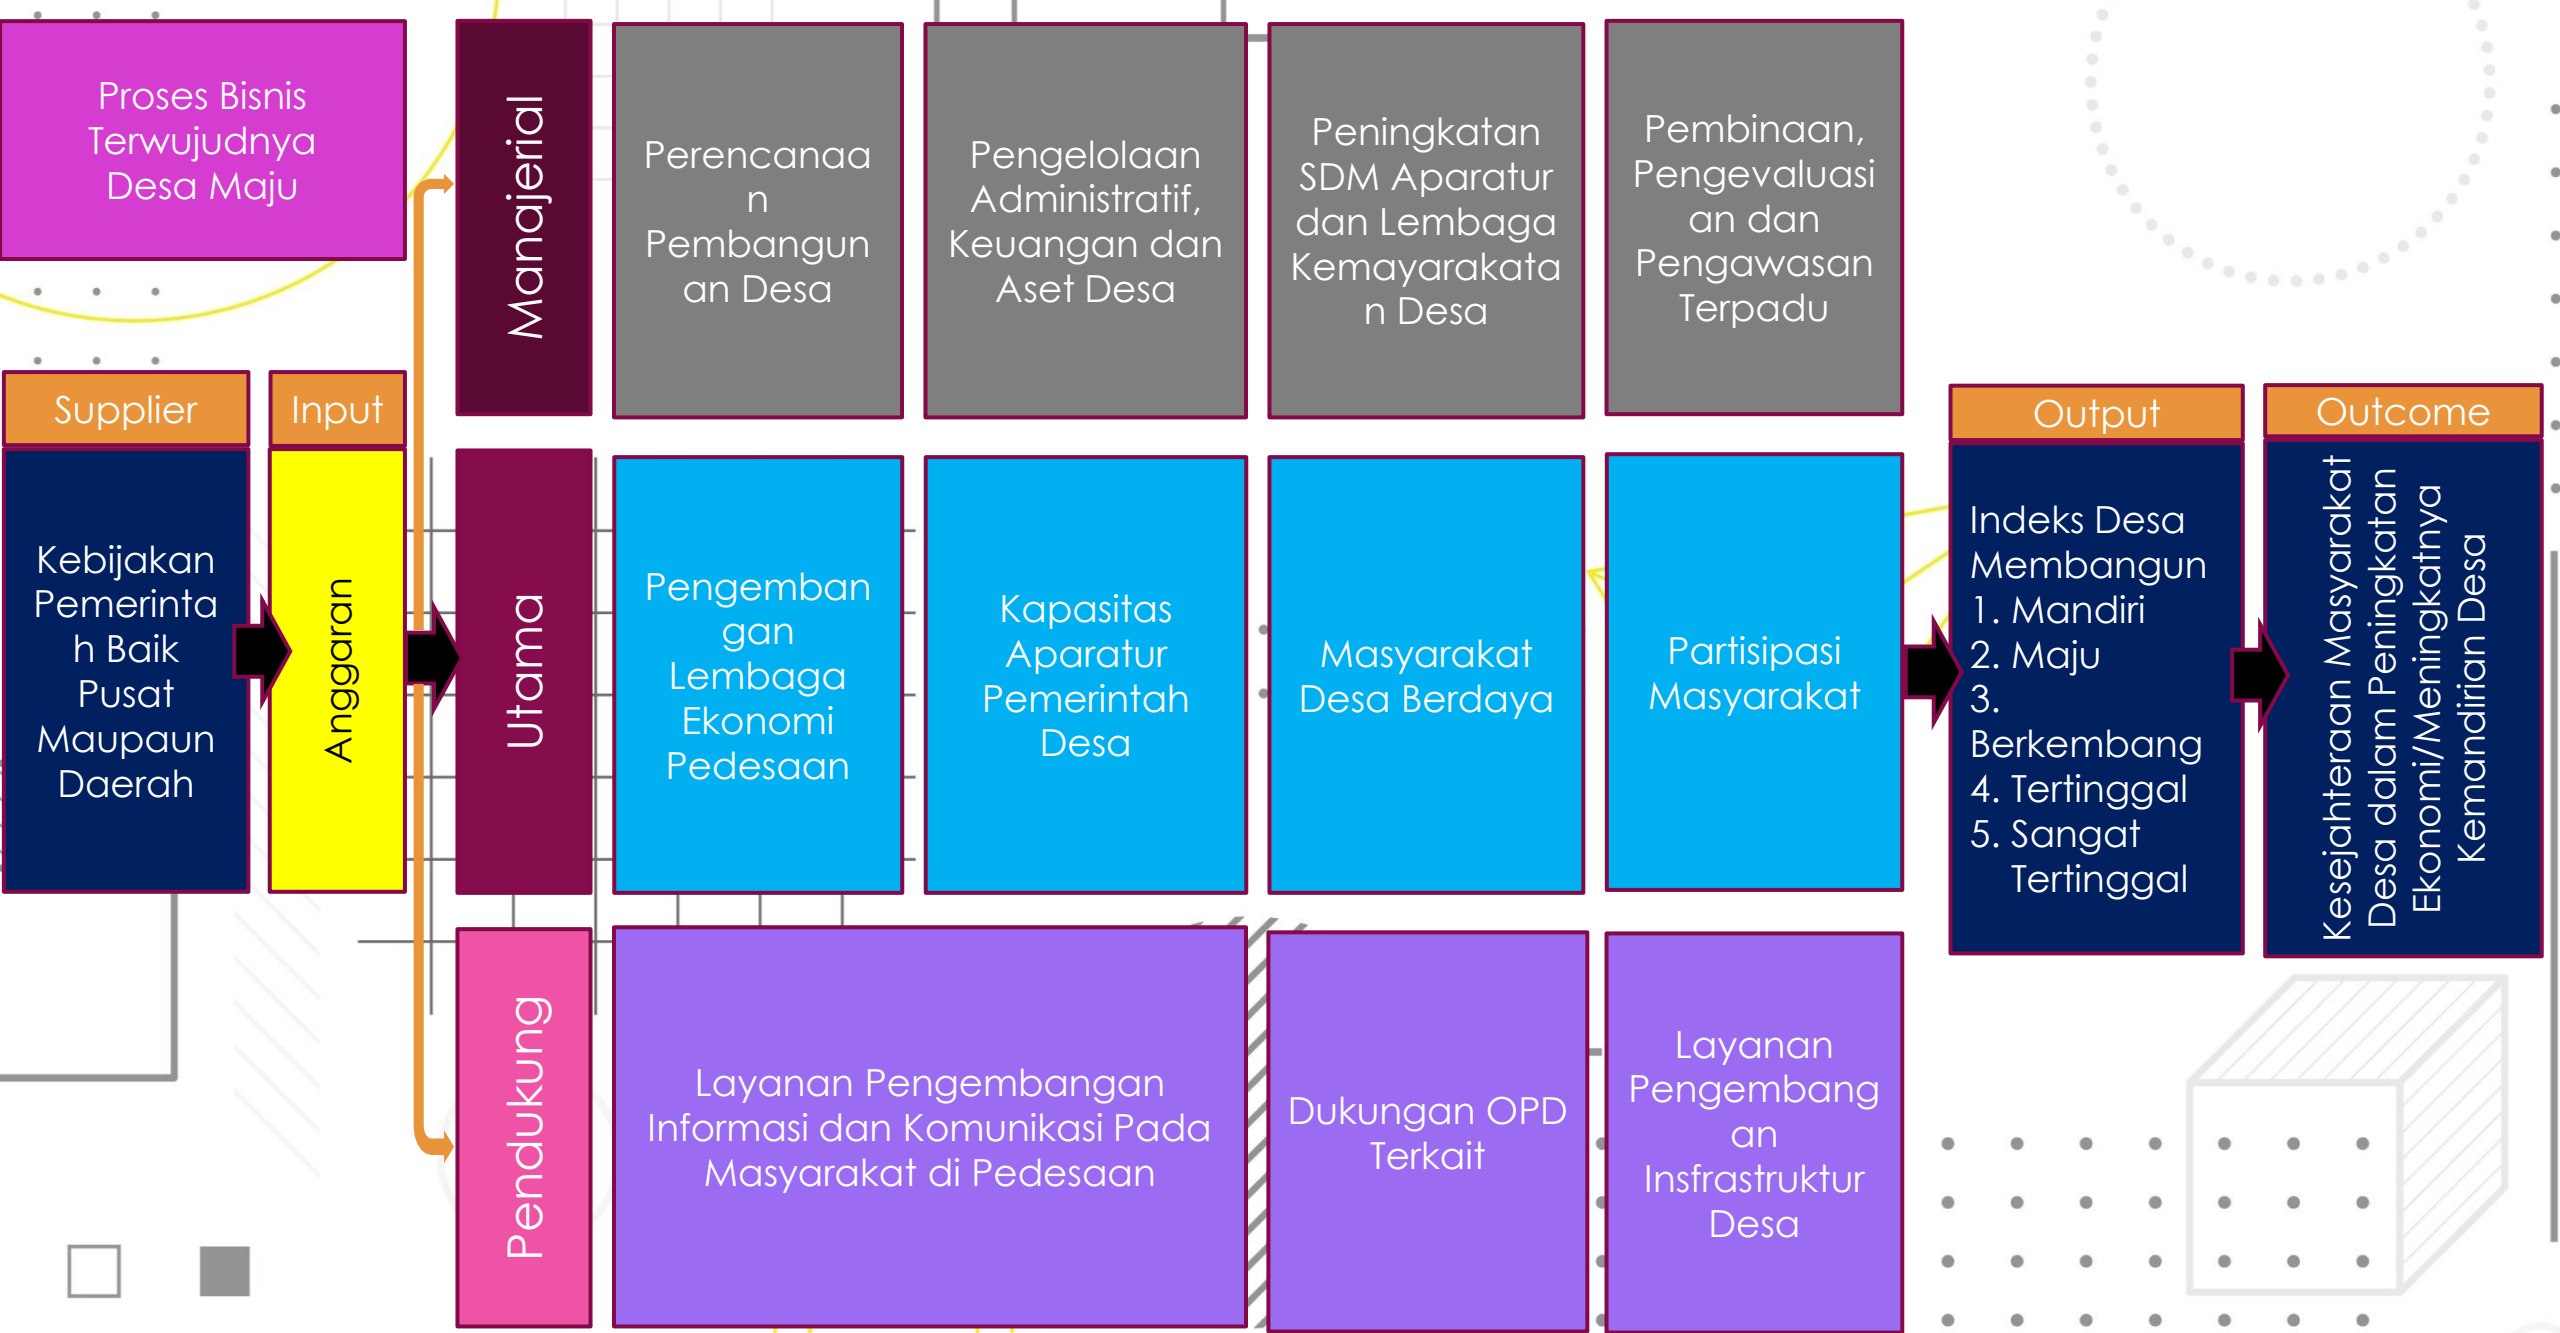 Proses Bisnis
Terwujudnya
Desa Maju
Manajerial
Perencanaa
n
Pembangun
an Desa
Pengelolaan
Administratif,
Keuangan dan
Aset Desa
Peningkatan
SDM Aparatur
dan Lembaga
Kemayarakata
n Desa
Pembinaan,
Pengevaluasi
an dan
Pengawasan
Terpadu
Supplier
Kebijakan
Pemerinta
h Baik
Pusat
Maupaun
Daerah
Input
Anggaran
Utama
Pengemban
gan
Lembaga
Ekonomi
Pedesaan
Kapasitas
Aparatur
Pemerintah
Desa
Masyarakat
Desa Berdaya
Partisipasi
Masyarakat
Output
Indeks Desa
Membangun
1. Mandiri
2. Maju
3.
Berkembang
4. Tertinggal
5. Sangat
Tertinggal
Outcome
Kesejahteraan Masyarakat
Desa dalam Peningkatan
Ekonomi/Meningkatnya
Kemandirian Desa
Pendukung
Layanan Pengembangan
Informasi dan Komunikasi Pada
Masyarakat di Pedesaan
Dukungan OPD
Terkait
Layanan
Pengembang
an
Insfrastruktur
Desa